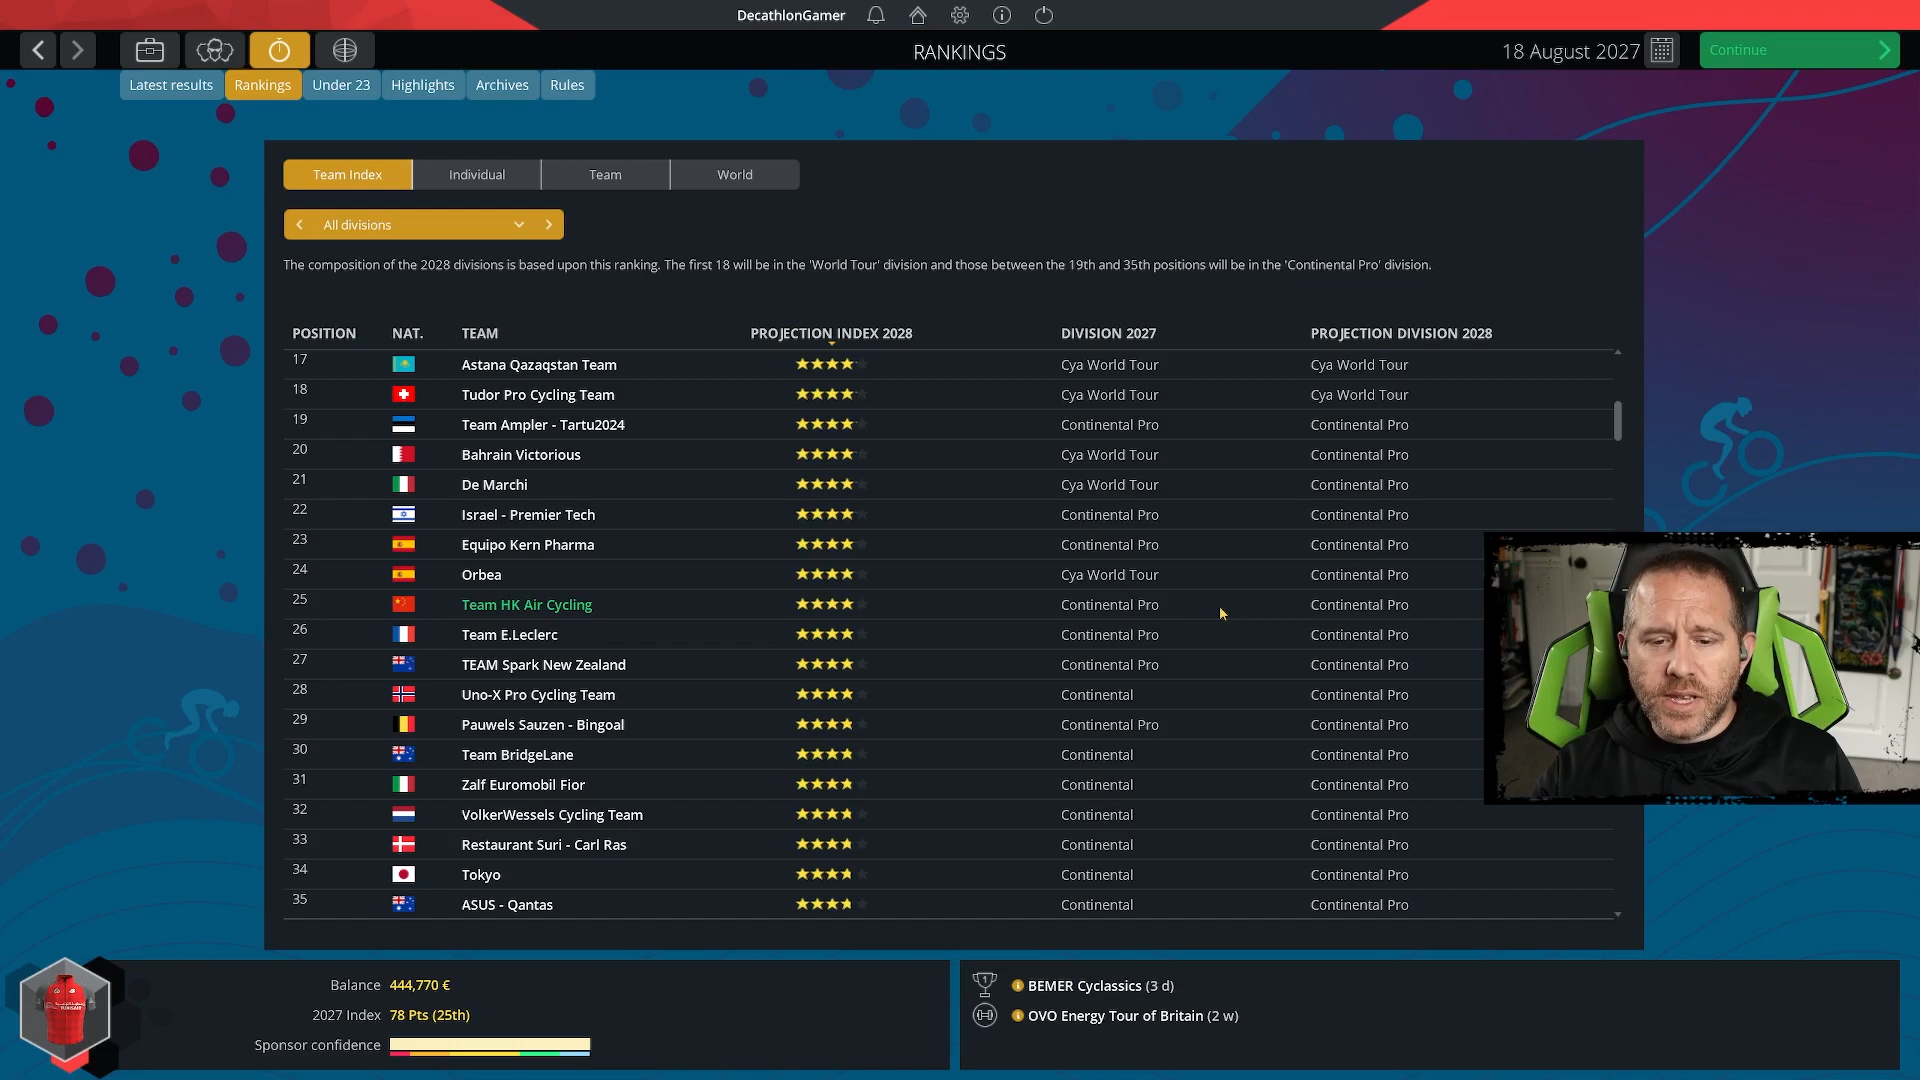 DecathlonGamer
RANKINGS
18 August 2027
Continue
Latest results
Rankings
Under 23
Highlights
Archives
Rules
Team Index
Individual
Team
World
All divisions
The composition of the 2028 divisions is based upon this ranking. The first 18 will be in the 'World Tour' division and those between the 19th and 35th positions will be in the 'Continental Pro' division.
POSITION NAT. TEAM PROJECTION INDEX 2028 DIVISION 2027 PROJECTION DIVISION 2028
17 Astana Qazaqstan Team Cya World Tour Cya World Tour
18 Tudor Pro Cycling Team Cya World Tour Cya World Tour
19 Team Ampler - Tartu2024 Continental Pro Continental Pro
20 Bahrain Victorious Cya World Tour Continental Pro
21 De Marchi Cya World Tour Continental Pro
22 Israel - Premier Tech Continental Pro Continental Pro
23 Equipo Kern Pharma Continental Pro Continental Pro
24 Orbea Cya World Tour Continental Pro
25 Team HK Air Cycling Continental Pro Continental Pro
26 Team E.Leclerc Continental Pro Continental Pro
27 TEAM Spark New Zealand Continental Pro Continental Pro
28 Uno-X Pro Cycling Team Continental Continental Pro
29 Pauwels Sauzen - Bingoal Continental Pro Continental Pro
30 Team BridgeLane Continental Continental Pro
31 Zalf Euromobil Fior Continental Continental Pro
32 VolkerWessels Cycling Team Continental Continental Pro
33 Restaurant Suri - Carl Ras Continental Continental Pro
34 Tokyo Continental Continental Pro
35 ASUS - Qantas Continental Continental Pro
Balance 444,770 €
2027 Index 78 Pts (25th)
Sponsor confidence
BEMER Cyclassics (3 d)
OVO Energy Tour of Britain (2 w)